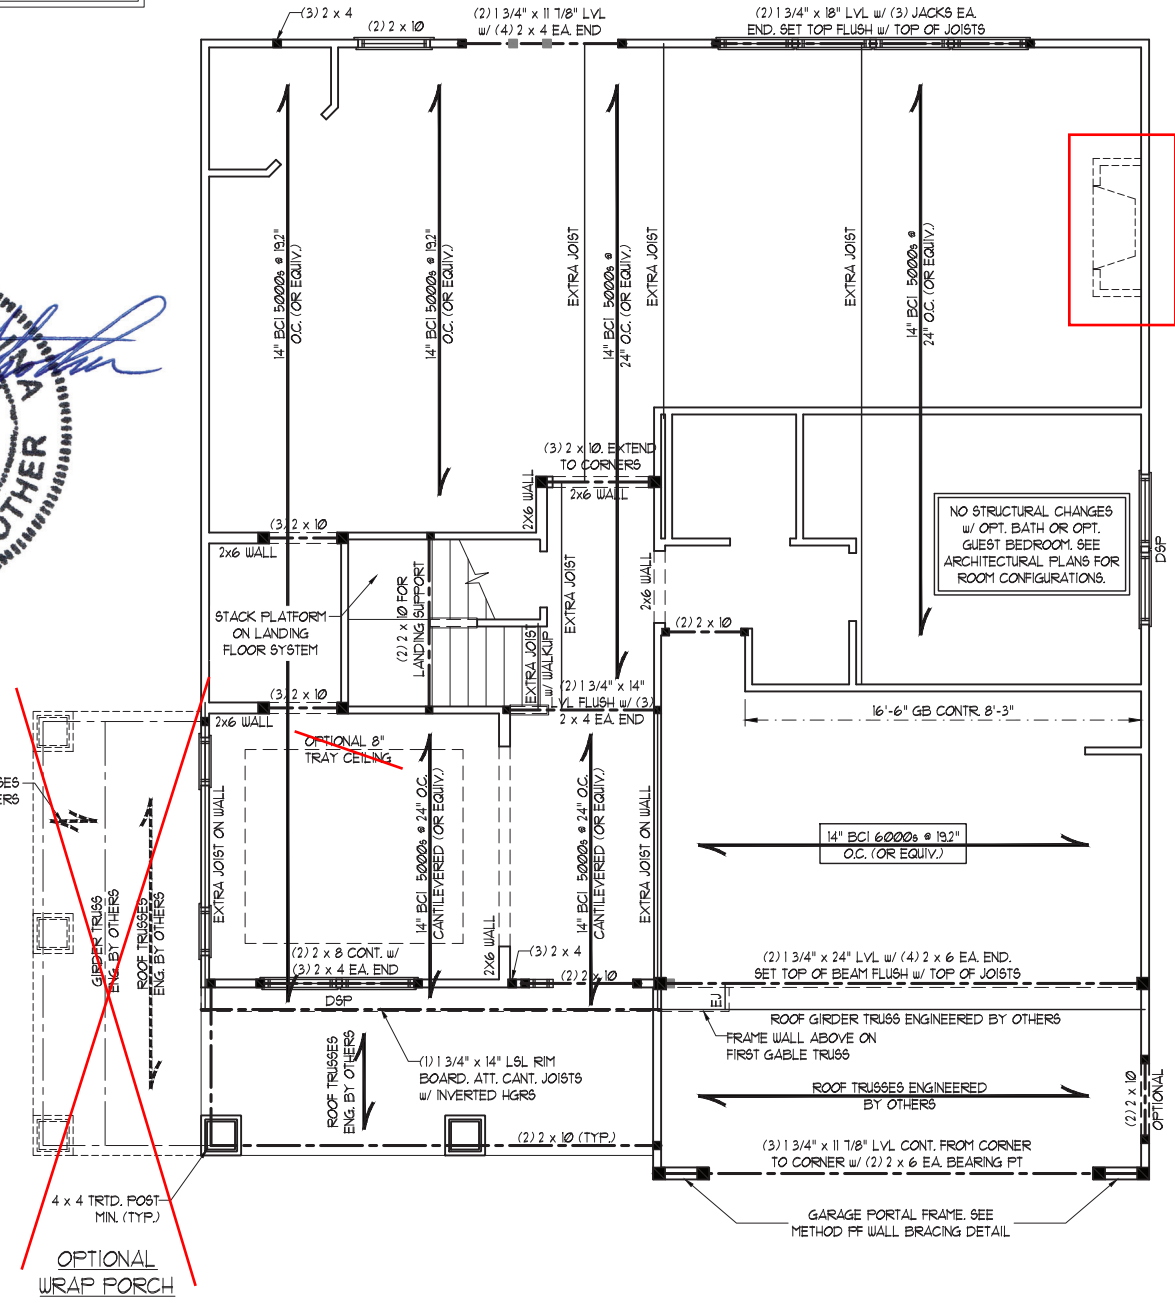 (3) 2 x 4
(2) 2 x 10
(2) 1 3/4" x 11 7/8" LVL
w/ (4) 2 x 4 EA. END
(2) 1 3/4" x 18" LVL w/ (3) JACKS EA.
END. SET TOP FLUSH w/ TOP OF JOISTS
14" BCI 5000s @ 19.2"
O.C. (OR EQUIV.)
14" BCI 5000s @ 19.2"
O.C. (OR EQUIV.)
EXTRA JOIST
14" BCI 5000s @
24" O.C. (OR EQUIV.)
EXTRA JOIST
EXTRA JOIST
14" BCI 5000s @
24" O.C. (OR EQUIV.)
NA
OTHER
(3) 2 x 10. EXTEND
TO CORNERS
2x6 WALL
2X6 WALL
(3) 2 x 10
2x6 WALL
NO STRUCTURAL CHANGES
w/ OPT. BATH OR OPT.
GUEST BEDROOM. SEE
ARCHITECTURAL PLANS FOR
ROOM CONFIGURATIONS.
DSP
STACK PLATFORM
ON LANDING
FLOOR SYSTEM
(2) 2 x 10 FOR
LANDING SUPPORT
EXTRA JOIST
w/ WALKUP
EXTRA JOIST
2x6 WALL
(2) 2 x 10
(3) 2 x 10
2x6 WALL
(2) 1 3/4" x 14"
VL FLUSH w/ (3)
2 x 4 EA. END
16'-6" GB CONTR. 8'-3"
OPTIONAL 8"
TRAY CEILING
SES
ERS
EXTRA JOIST ON WALL
14" BCI 5000s @ 24" O.C.
CANTILEVERED (OR EQUIV.)
14" BCI 5000s @ 24" O.C.
CANTILEVERED (OR EQUIV.)
EXTRA JOIST ON WALL
14" BCI 6000s @ 19.2"
O.C. (OR EQUIV.)
GIRDER TRUSS
ENG. BY OTHERS
ROOF TRUSSES
ENG. BY OTHERS
2X6 WALL
(2) 2 x 8 CONT. w/
(3) 2 x 4 EA. END
(3) 2 x 4
(2) 2 x 10
(2) 1 3/4" x 24" LVL w/ (4) 2 x 6 EA. END.
SET TOP OF BEAM FLUSH w/ TOP OF JOISTS
DSP
EJ
ROOF GIRDER TRUSS ENGINEERED BY OTHERS
FRAME WALL ABOVE ON
FIRST GABLE TRUSS
ROOF TRUSSES
ENG. BY OTHERS
(1) 1 3/4" x 14" LSL RIM
BOARD. ATT. CANT. JOISTS
w/ INVERTED HGRS
ROOF TRUSSES ENGINEERED
BY OTHERS
(2) 2 x 10
OPTIONAL
(2) 2 x 10 (TYP.)
(3) 1 3/4" x 11 7/8" LVL CONT. FROM CORNER
TO CORNER w/ (2) 2 x 6 EA. BEARING PT
4 x 4 TRTD. POST
MIN. (TYP.)
GARAGE PORTAL FRAME. SEE
METHOD PF WALL BRACING DETAIL
OPTIONAL
WRAP PORCH